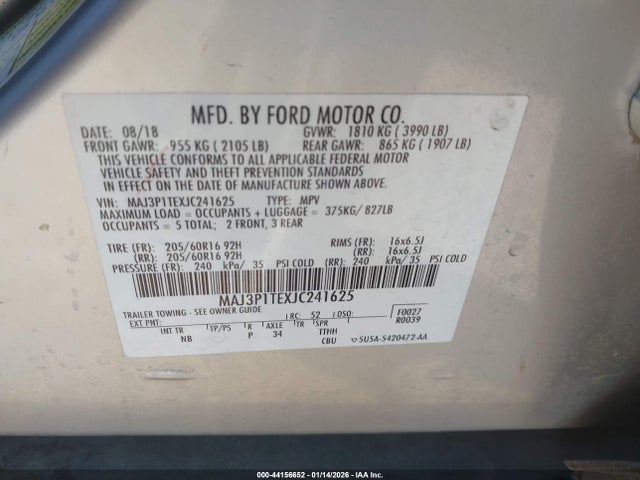 MFD. BY FORD MOTOR CO.
DATE: 08/18 GVWR: 1810 KG ( 3990 LB)
FRONT GAWR: 955 KG ( 2105 LB) REAR GAWR: 865 KG ( 1907 LB)
THIS VEHICLE CONFORMS TO ALL APPLICABLE FEDERAL MOTOR
VEHICLE SAFETY AND THEFT PREVENTION STANDARDS
IN EFFECT ON THE DATE OF MANUFACTURE SHOWN ABOVE.
VIN: MAJ3P1TEXJC241625 TYPE: MPV
MAXIMUM LOAD = OCCUPANTS + LUGGAGE = 375KG/ 827LB
OCCUPANTS = 5 TOTAL; 2 FRONT, 3 REAR
TIRE (FR): 205/60R16 92H RIMS (FR): 16x6.5J
(RR): 205/60R16 92H (RR): 16x6.5J
PRESSURE (FR): 240 kPa/ 35 PSI COLD (RR): 240 kPa/ 35 PSI COLD
MAJ3P1TEXJC241625
TRAILER TOWING - SEE OWNER GUIDE
EXT PNT: RC: 52 DSO: F0027
R0039
INT TR TP/PS R AXLE TR SPR
NB P 34 TTHH
CBU 5U5A-5420472-AA
000-44156652 - 01/14/2026 - IAA Inc.